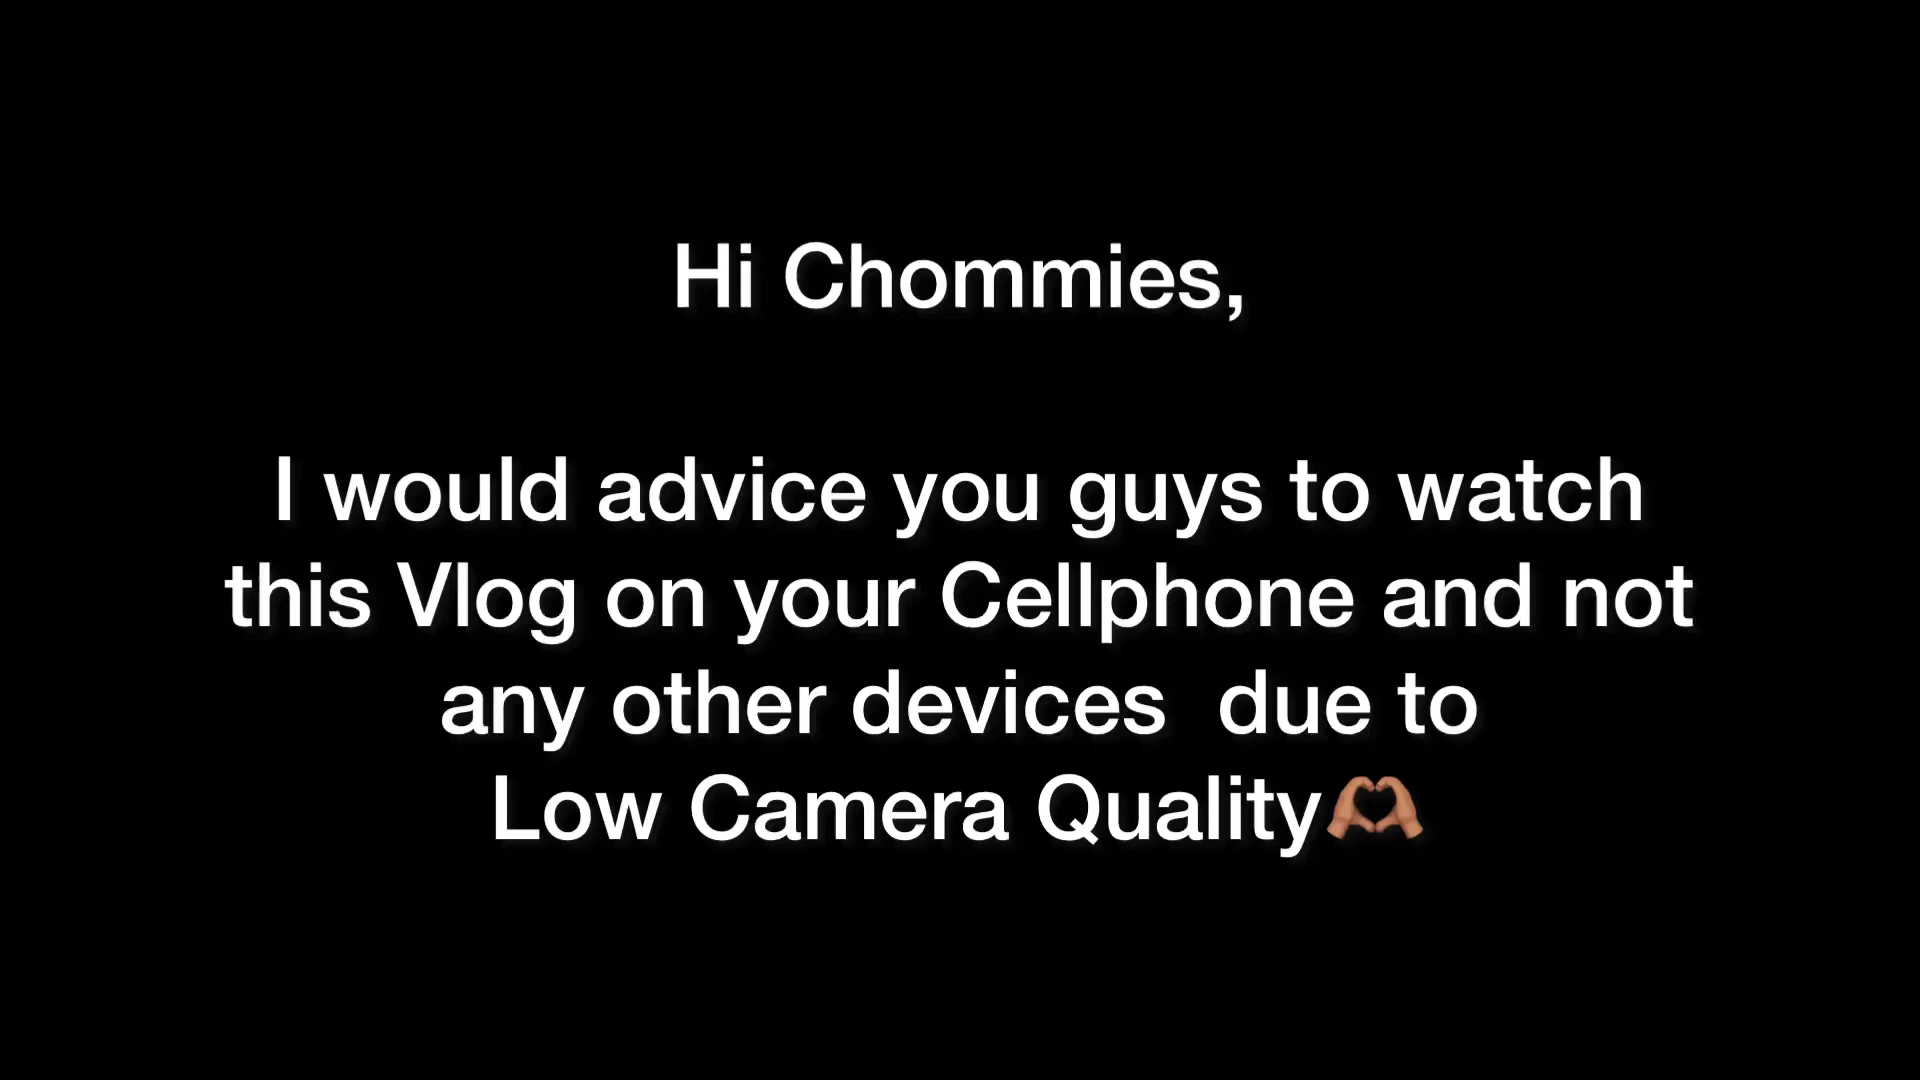 Hi Chommies,
I would advice you guys to watch
this Vlog on your Cellphone and not
any other devices  due to
Low Camera Quality🫶🏽